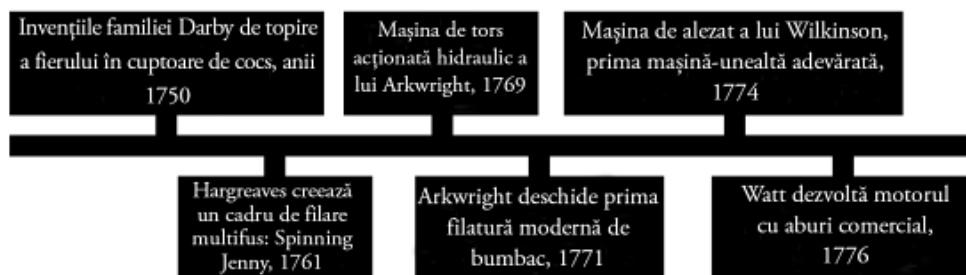 Invențiile familiei Darby de topire
a fierului în cuptoare de cocs, anii
1750
Mașina de tors
acționată hidraulic a
lui Arkwright, 1769
Mașina de alezat a lui Wilkinson,
prima mașină-unealtă adevărată,
1774
Hargreaves creează
un cadru de filare
multifus: Spinning
Jenny, 1761
Arkwright deschide prima
filatură modernă de
bumbac, 1771
Watt dezvoltă motorul
cu aburi comercial,
1776